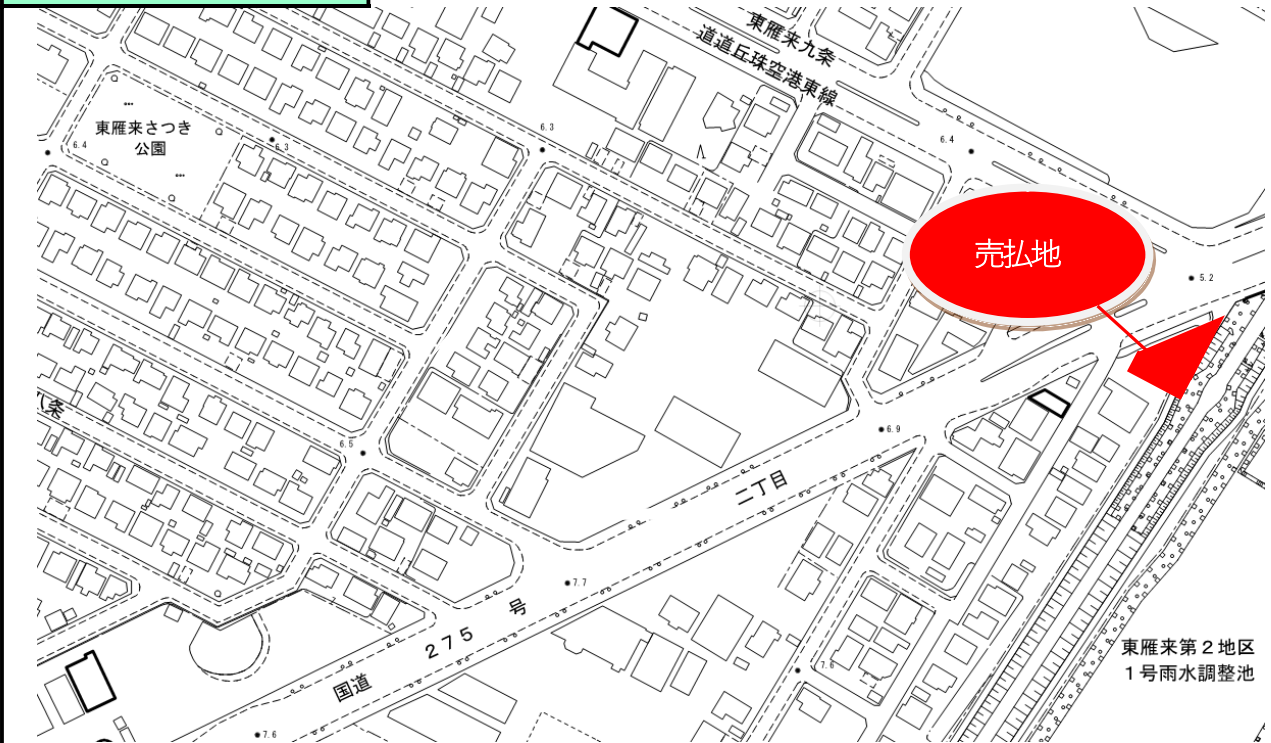 東雁来九条
道道丘珠空港東線
東雁来さつき
公園
6.4
6.3
6.3
6.4
売払地
5.2
八条
6.5
6.9
二丁目
7.7
国道 275 号
7.6
7.6
東雁来第２地区
１号雨水調整池